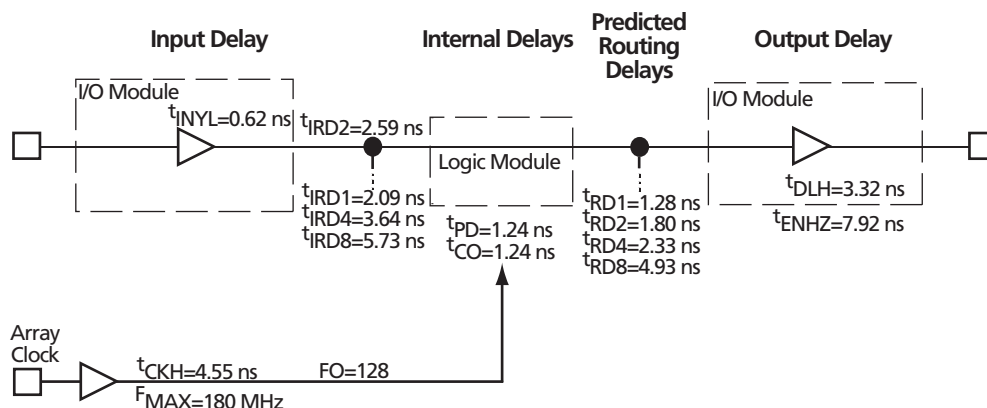 Input Delay
Internal Delays
Predicted
Routing
Delays
Output Delay
I/O Module
tINYL=0.62 ns
tIRD2=2.59 ns
tIRD1=2.09 ns
tIRD4=3.64 ns
tIRD8=5.73 ns
Logic Module
tPD=1.24 ns
tCO=1.24 ns
tRD1=1.28 ns
tRD2=1.80 ns
tRD4=2.33 ns
tRD8=4.93 ns
I/O Module
tDLH=3.32 ns
tENHZ=7.92 ns
Array
Clock
tCKH=4.55 ns
FO=128
FMAX=180 MHz